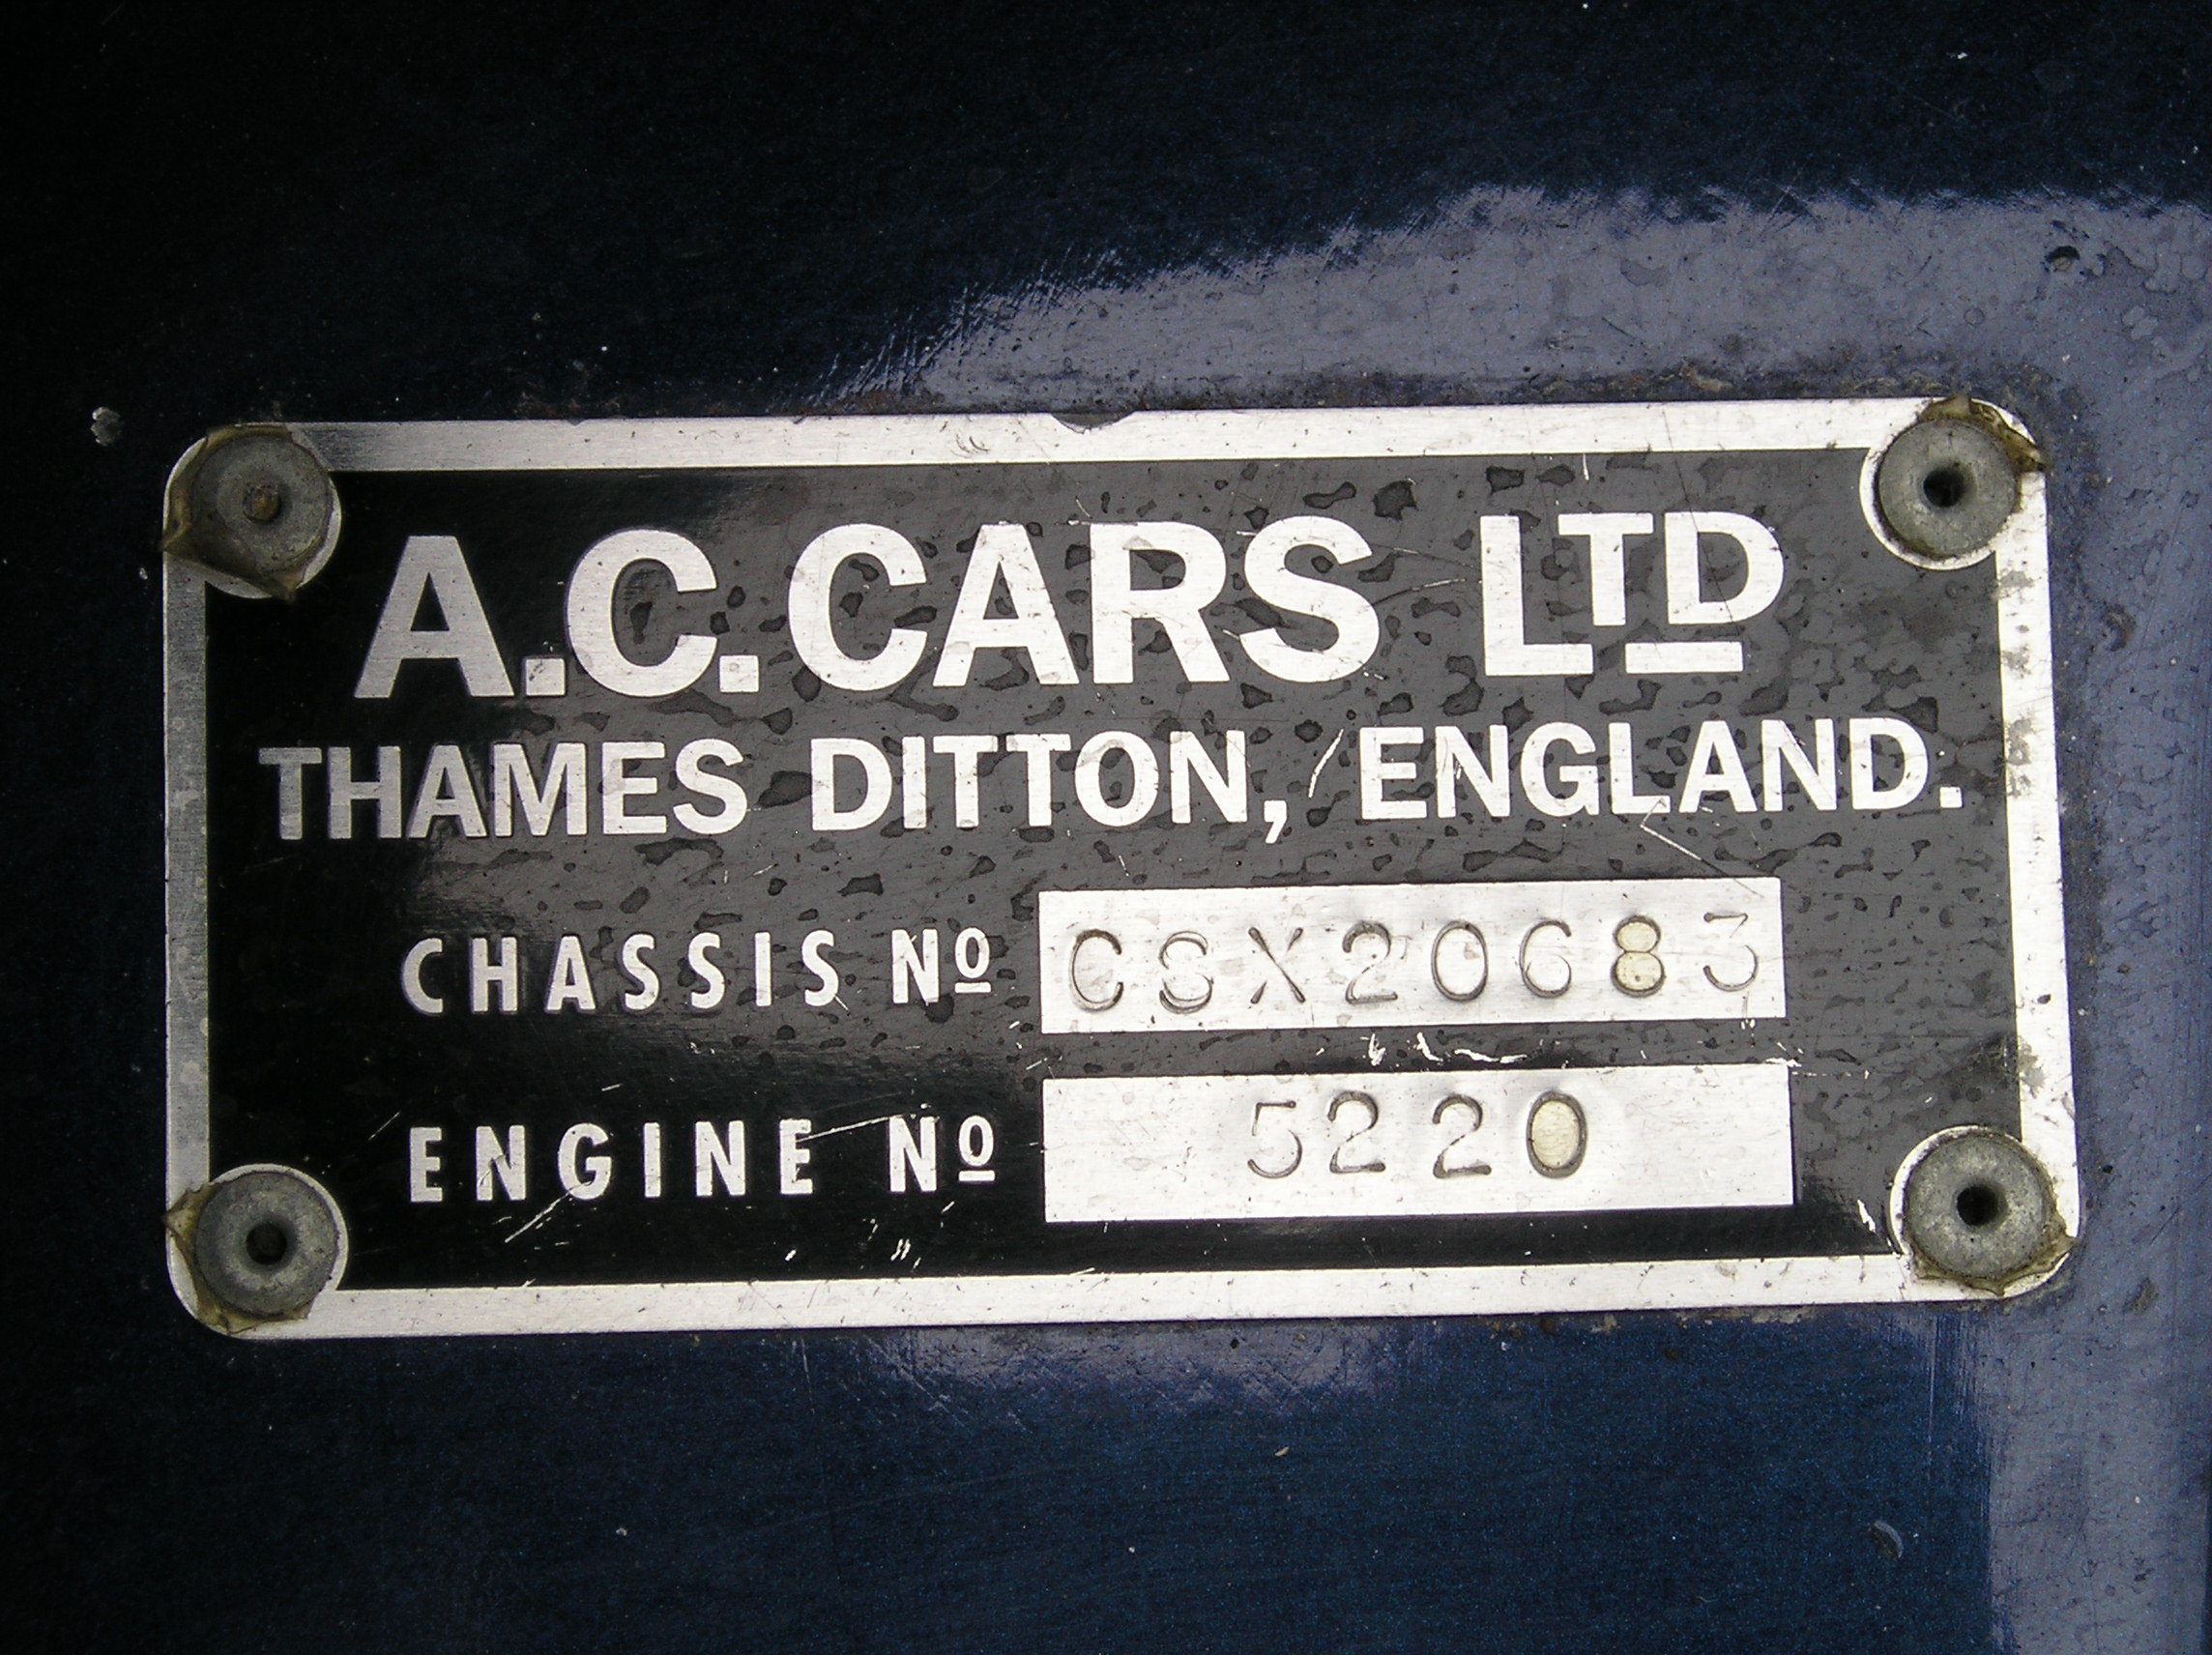 A.C. CARS LTD
THAMES DITTON, ENGLAND.
CHASSIS Nº CSX20683
ENGINE Nº 5220